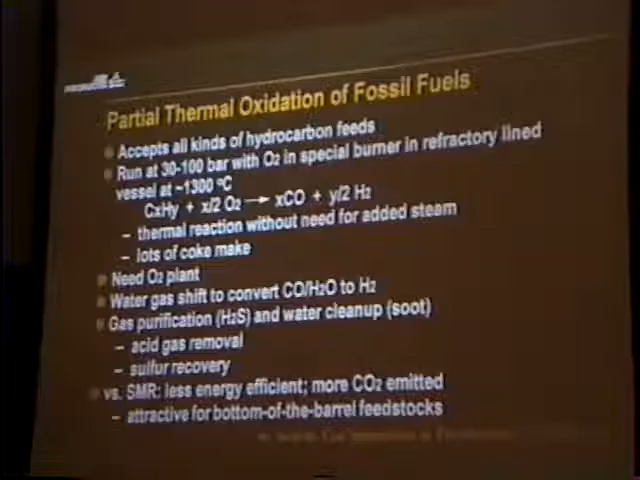 Partial Thermal Oxidation of Fossil Fuels
Accepts all kinds of hydrocarbon feeds
Run at 30-100 bar with O₂ in special burner in refractory lined
vessel at ~1300 ºC
CxHy + x/2 O₂ → xCO + y/2 H₂
– thermal reaction without need for added steam
– lots of coke make
Need O₂ plant
Water gas shift to convert CO/H₂O to H₂
Gas purification (H₂S) and water cleanup (soot)
– acid gas removal
– sulfur recovery
vs. SMR: less energy efficient; more CO₂ emitted
– attractive for bottom-of-the-barrel feedstocks